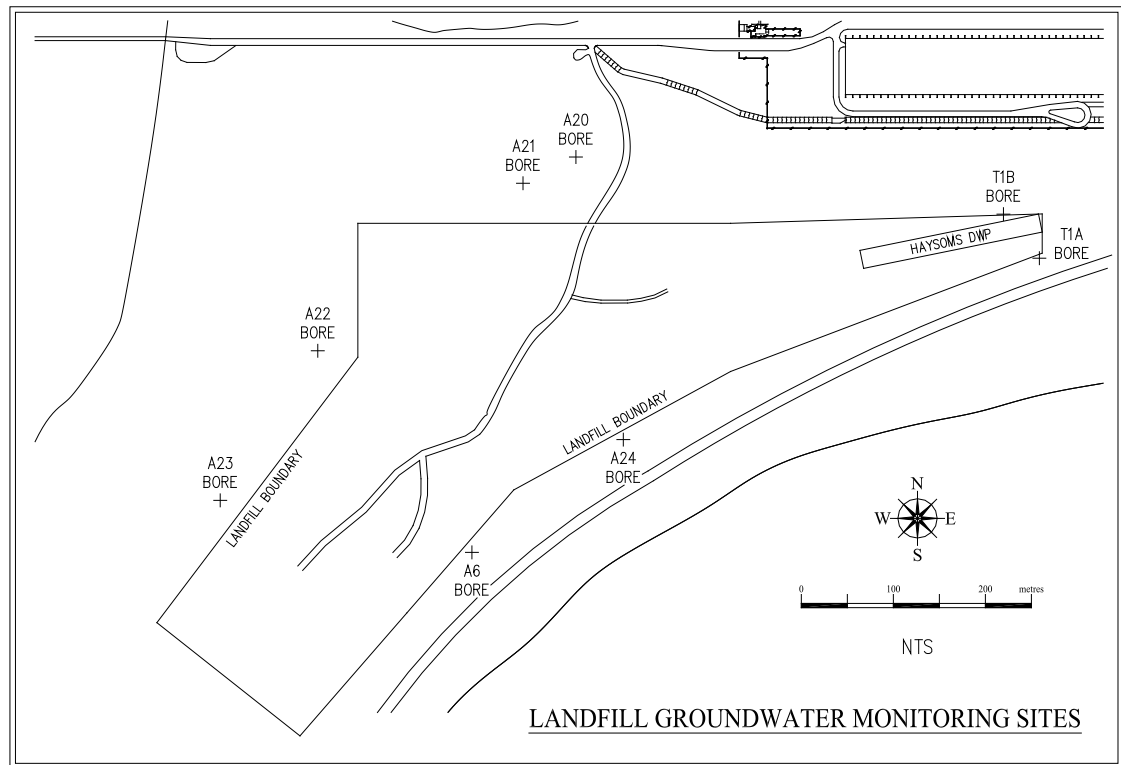 A20
BORE
A21
BORE
T1B
BORE
HAYSOMS DWP
T1A
BORE
A22
BORE
LANDFILL BOUNDARY
A24
BORE
A23
BORE
LANDFILL BOUNDARY
A6
BORE
N
W
E
S
0 100 200 metres
NTS
LANDFILL GROUNDWATER MONITORING SITES